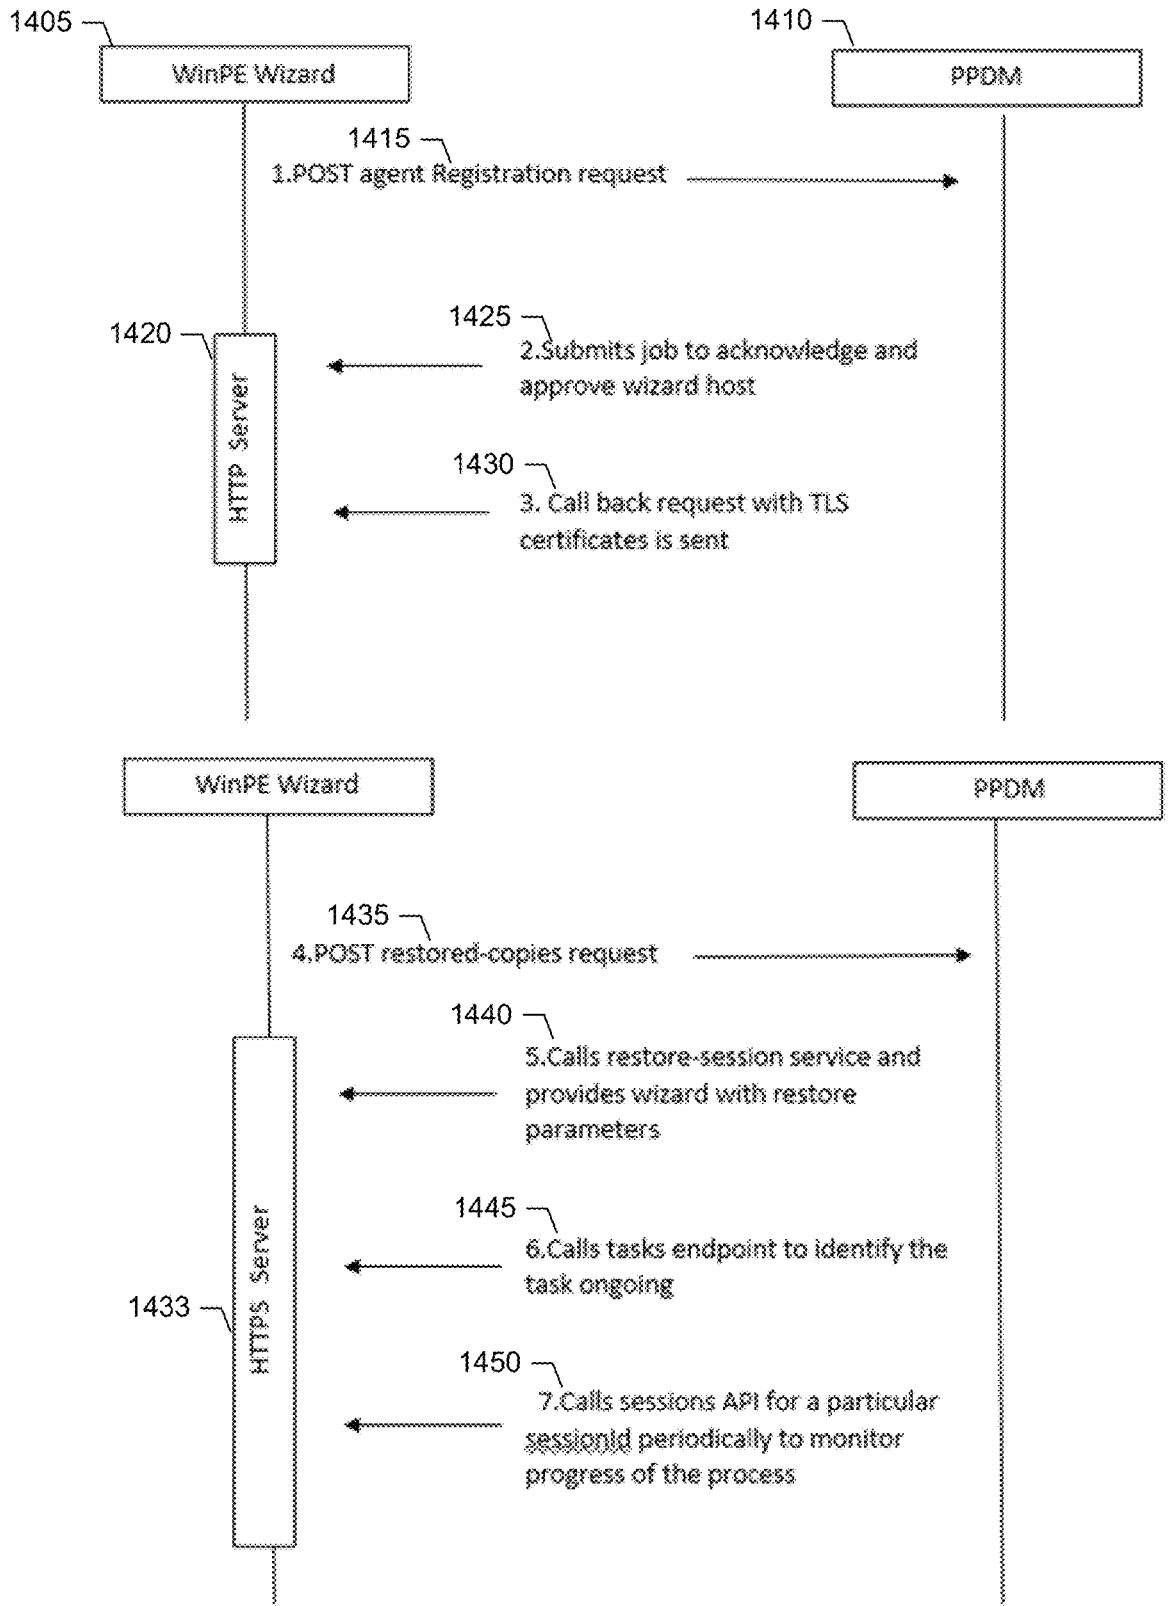 1405
1410
WinPE Wizard
PPDM
1415
1.POST agent Registration request
1420
1425
2.Submits job to acknowledge and
approve wizard host
HTTP Server
1430
3. Call back request with TLS
certificates is sent
WinPE Wizard
PPDM
1435
4.POST restored-copies request
1440
5.Calls restore-session service and
provides wizard with restore
parameters
1445
6.Calls tasks endpoint to identify the
task ongoing
1433
HTTPS Server
1450
7.Calls sessions API for a particular
sessionId periodically to monitor
progress of the process